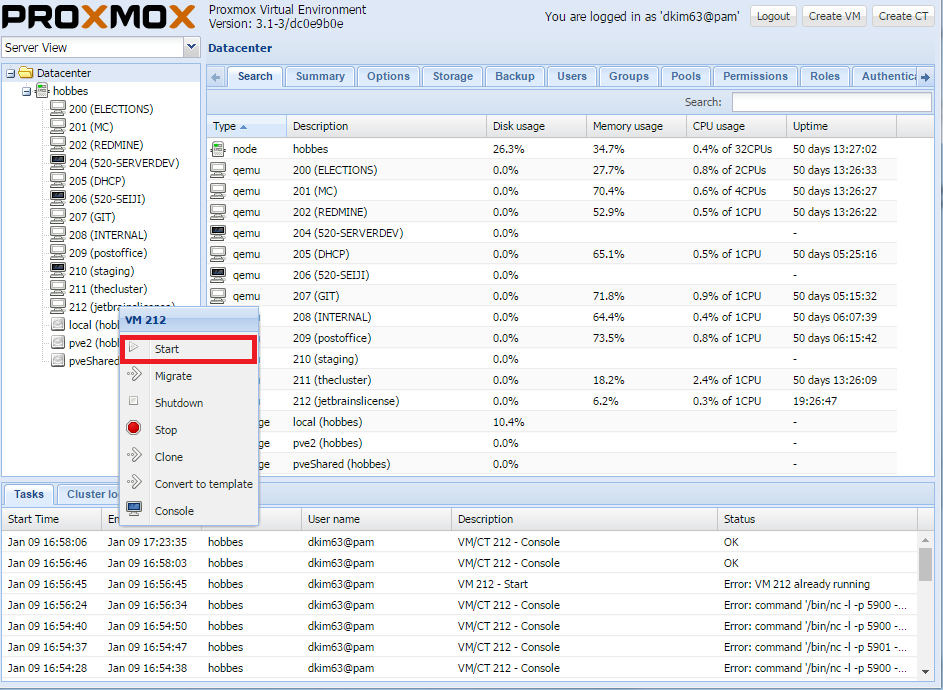 PROXMOX
Proxmox Virtual Environment
Version: 3.1-3/dc0e9b0e
You are logged in as 'dkim63@pam'
Logout
Create VM
Create CT
Server View
Datacenter
Datacenter
hobbes
200 (ELECTIONS)
201 (MC)
202 (REDMINE)
204 (520-SERVERDEV)
205 (DHCP)
206 (520-SEIJI)
207 (GIT)
208 (INTERNAL)
209 (postoffice)
210 (staging)
211 (thecluster)
212 (jetbrainslicense)
local (hobb
pve2 (hobb
pveShared
VM 212
Start
Migrate
Shutdown
Stop
Clone
Convert to template
Console
Search Summary Options Storage Backup Users Groups Pools Permissions Roles Authentica
Search:
Type Description Disk usage Memory usage CPU usage Uptime
node hobbes 26.3% 34.7% 0.4% of 32CPUs 50 days 13:27:02
qemu 200 (ELECTIONS) 0.0% 27.7% 0.8% of 2CPUs 50 days 13:26:33
qemu 201 (MC) 0.0% 70.4% 0.6% of 4CPUs 50 days 13:26:27
qemu 202 (REDMINE) 0.0% 52.9% 0.5% of 1CPU 50 days 13:26:22
qemu 204 (520-SERVERDEV) 0.0% -
qemu 205 (DHCP) 0.0% 65.1% 0.5% of 1CPU 50 days 05:25:16
qemu 206 (520-SEIJI) 0.0% -
qemu 207 (GIT) 0.0% 71.8% 0.9% of 1CPU 50 days 05:15:32
208 (INTERNAL) 0.0% 64.4% 0.4% of 1CPU 50 days 06:07:39
209 (postoffice) 0.0% 73.5% 0.8% of 1CPU 50 days 06:15:42
210 (staging) 0.0% -
211 (thecluster) 0.0% 18.2% 2.4% of 1CPU 50 days 13:26:09
212 (jetbrainslicense) 0.0% 6.2% 0.3% of 1CPU 19:26:47
ge local (hobbes) 10.4% -
ge pve2 (hobbes) 0.0% -
ge pveShared (hobbes) 0.0% -
Tasks Cluster lo
Start Time En User name Description Status
Jan 09 16:58:06 Jan 09 17:23:35 hobbes dkim63@pam VM/CT 212 - Console OK
Jan 09 16:56:46 Jan 09 16:58:03 hobbes dkim63@pam VM/CT 212 - Console OK
Jan 09 16:56:45 Jan 09 16:56:45 hobbes dkim63@pam VM 212 - Start Error: VM 212 already running
Jan 09 16:56:24 Jan 09 16:56:34 hobbes dkim63@pam VM/CT 212 - Console Error: command '/bin/nc -l -p 5900 -...
Jan 09 16:54:40 Jan 09 16:54:50 hobbes dkim63@pam VM/CT 212 - Console Error: command '/bin/nc -l -p 5900 -...
Jan 09 16:54:37 Jan 09 16:54:47 hobbes dkim63@pam VM/CT 212 - Console Error: command '/bin/nc -l -p 5901 -...
Jan 09 16:54:28 Jan 09 16:54:38 hobbes dkim63@pam VM/CT 212 - Console Error: command '/bin/nc -l -p 5900 -...